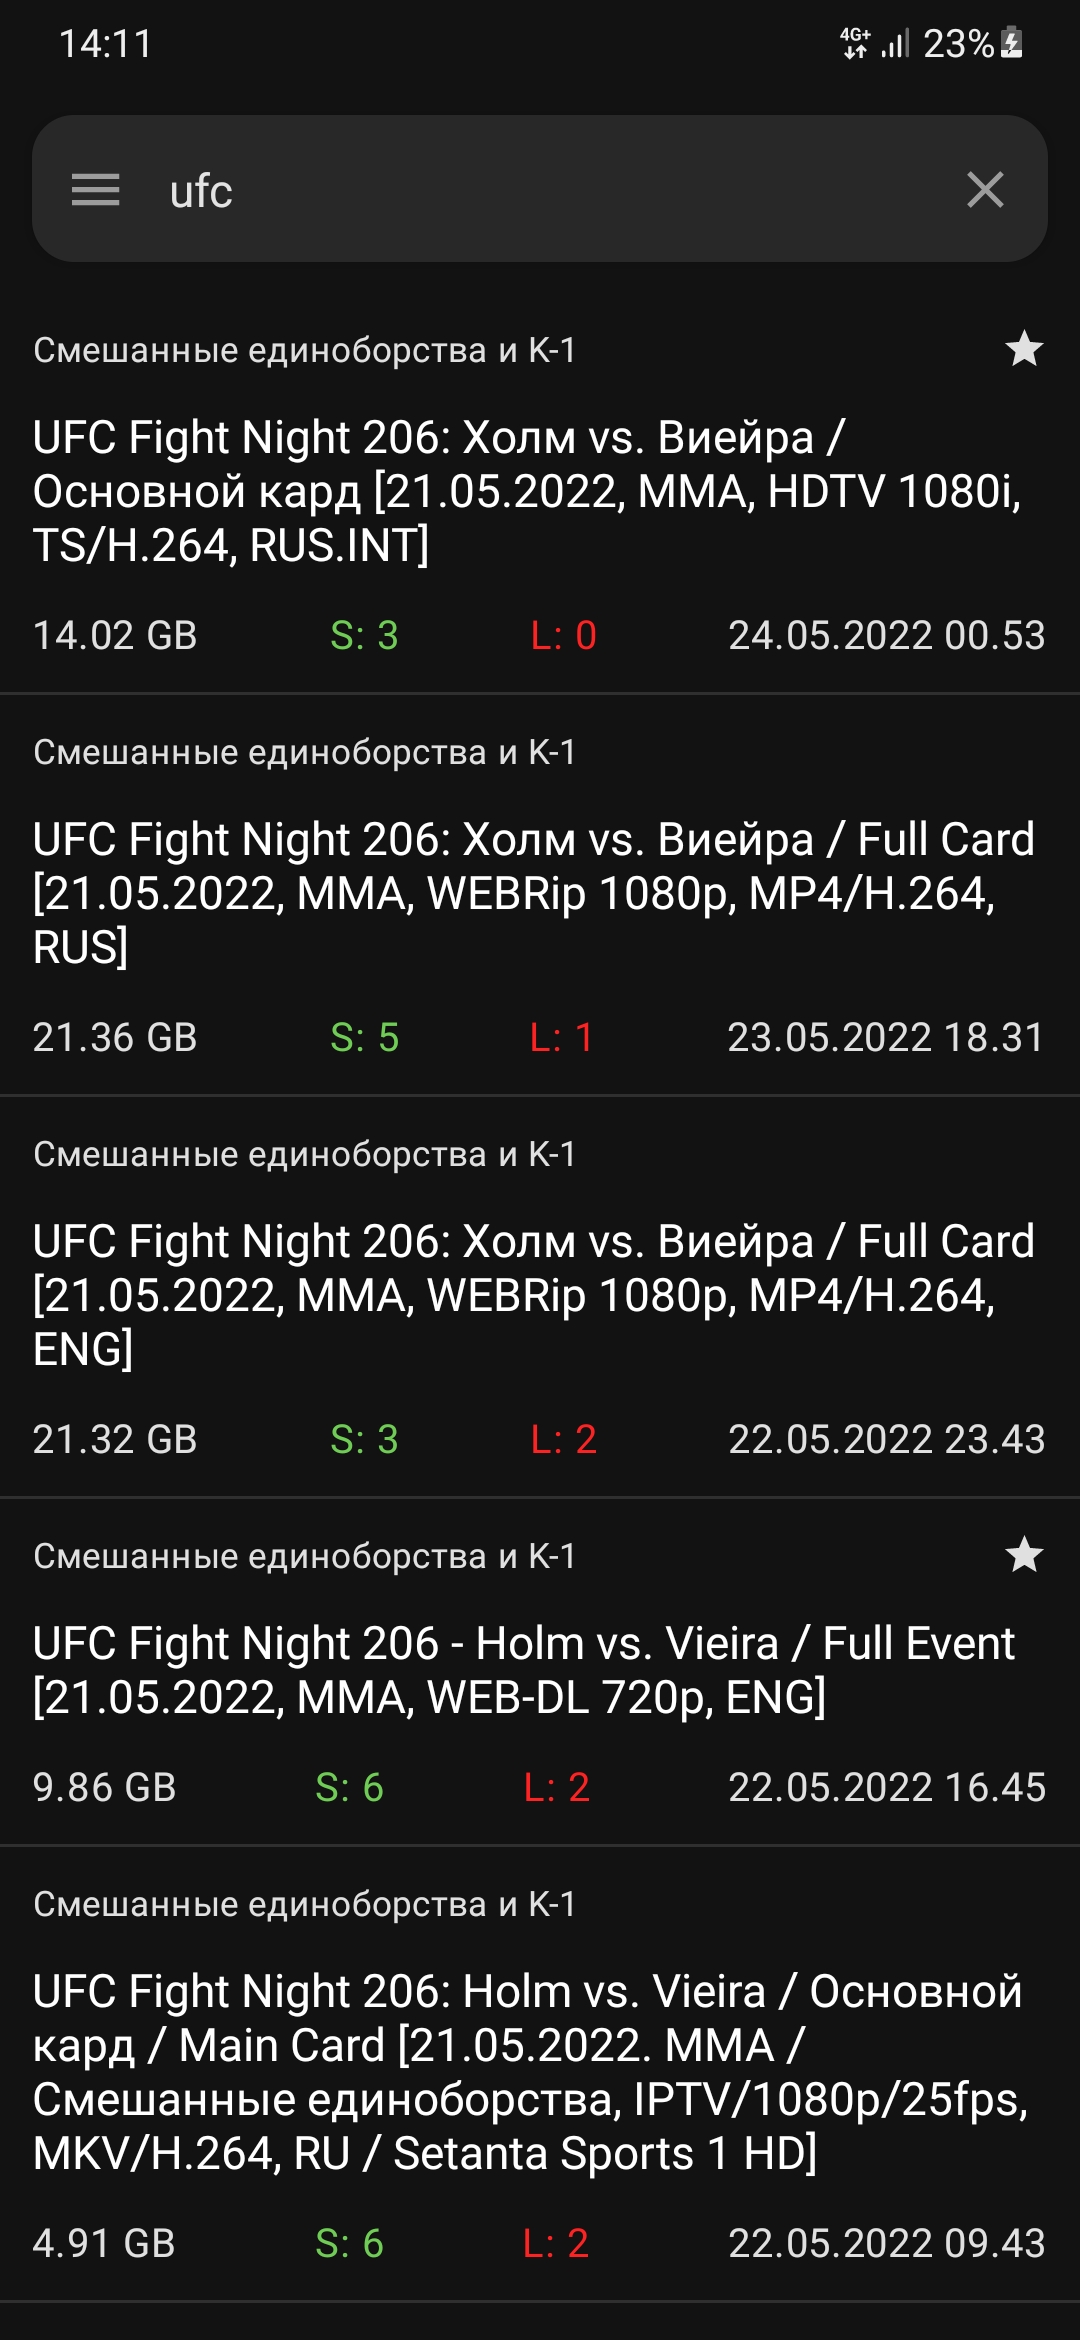 14:11
4G+ 23%
ufc
Смешанные единоборства и K-1
UFC Fight Night 206: Холм vs. Виейра /
Основной кард [21.05.2022, MMA, HDTV 1080i,
TS/H.264, RUS.INT]
14.02 GB S: 3 L: 0 24.05.2022 00.53
Смешанные единоборства и K-1
UFC Fight Night 206: Холм vs. Виейра / Full Card
[21.05.2022, MMA, WEBRip 1080p, MP4/H.264,
RUS]
21.36 GB S: 5 L: 1 23.05.2022 18.31
Смешанные единоборства и K-1
UFC Fight Night 206: Холм vs. Виейра / Full Card
[21.05.2022, MMA, WEBRip 1080p, MP4/H.264,
ENG]
21.32 GB S: 3 L: 2 22.05.2022 23.43
Смешанные единоборства и K-1
UFC Fight Night 206 - Holm vs. Vieira / Full Event
[21.05.2022, MMA, WEB-DL 720p, ENG]
9.86 GB S: 6 L: 2 22.05.2022 16.45
Смешанные единоборства и K-1
UFC Fight Night 206: Holm vs. Vieira / Основной
кард / Main Card [21.05.2022. MMA /
Смешанные единоборства, IPTV/1080p/25fps,
MKV/H.264, RU / Setanta Sports 1 HD]
4.91 GB S: 6 L: 2 22.05.2022 09.43